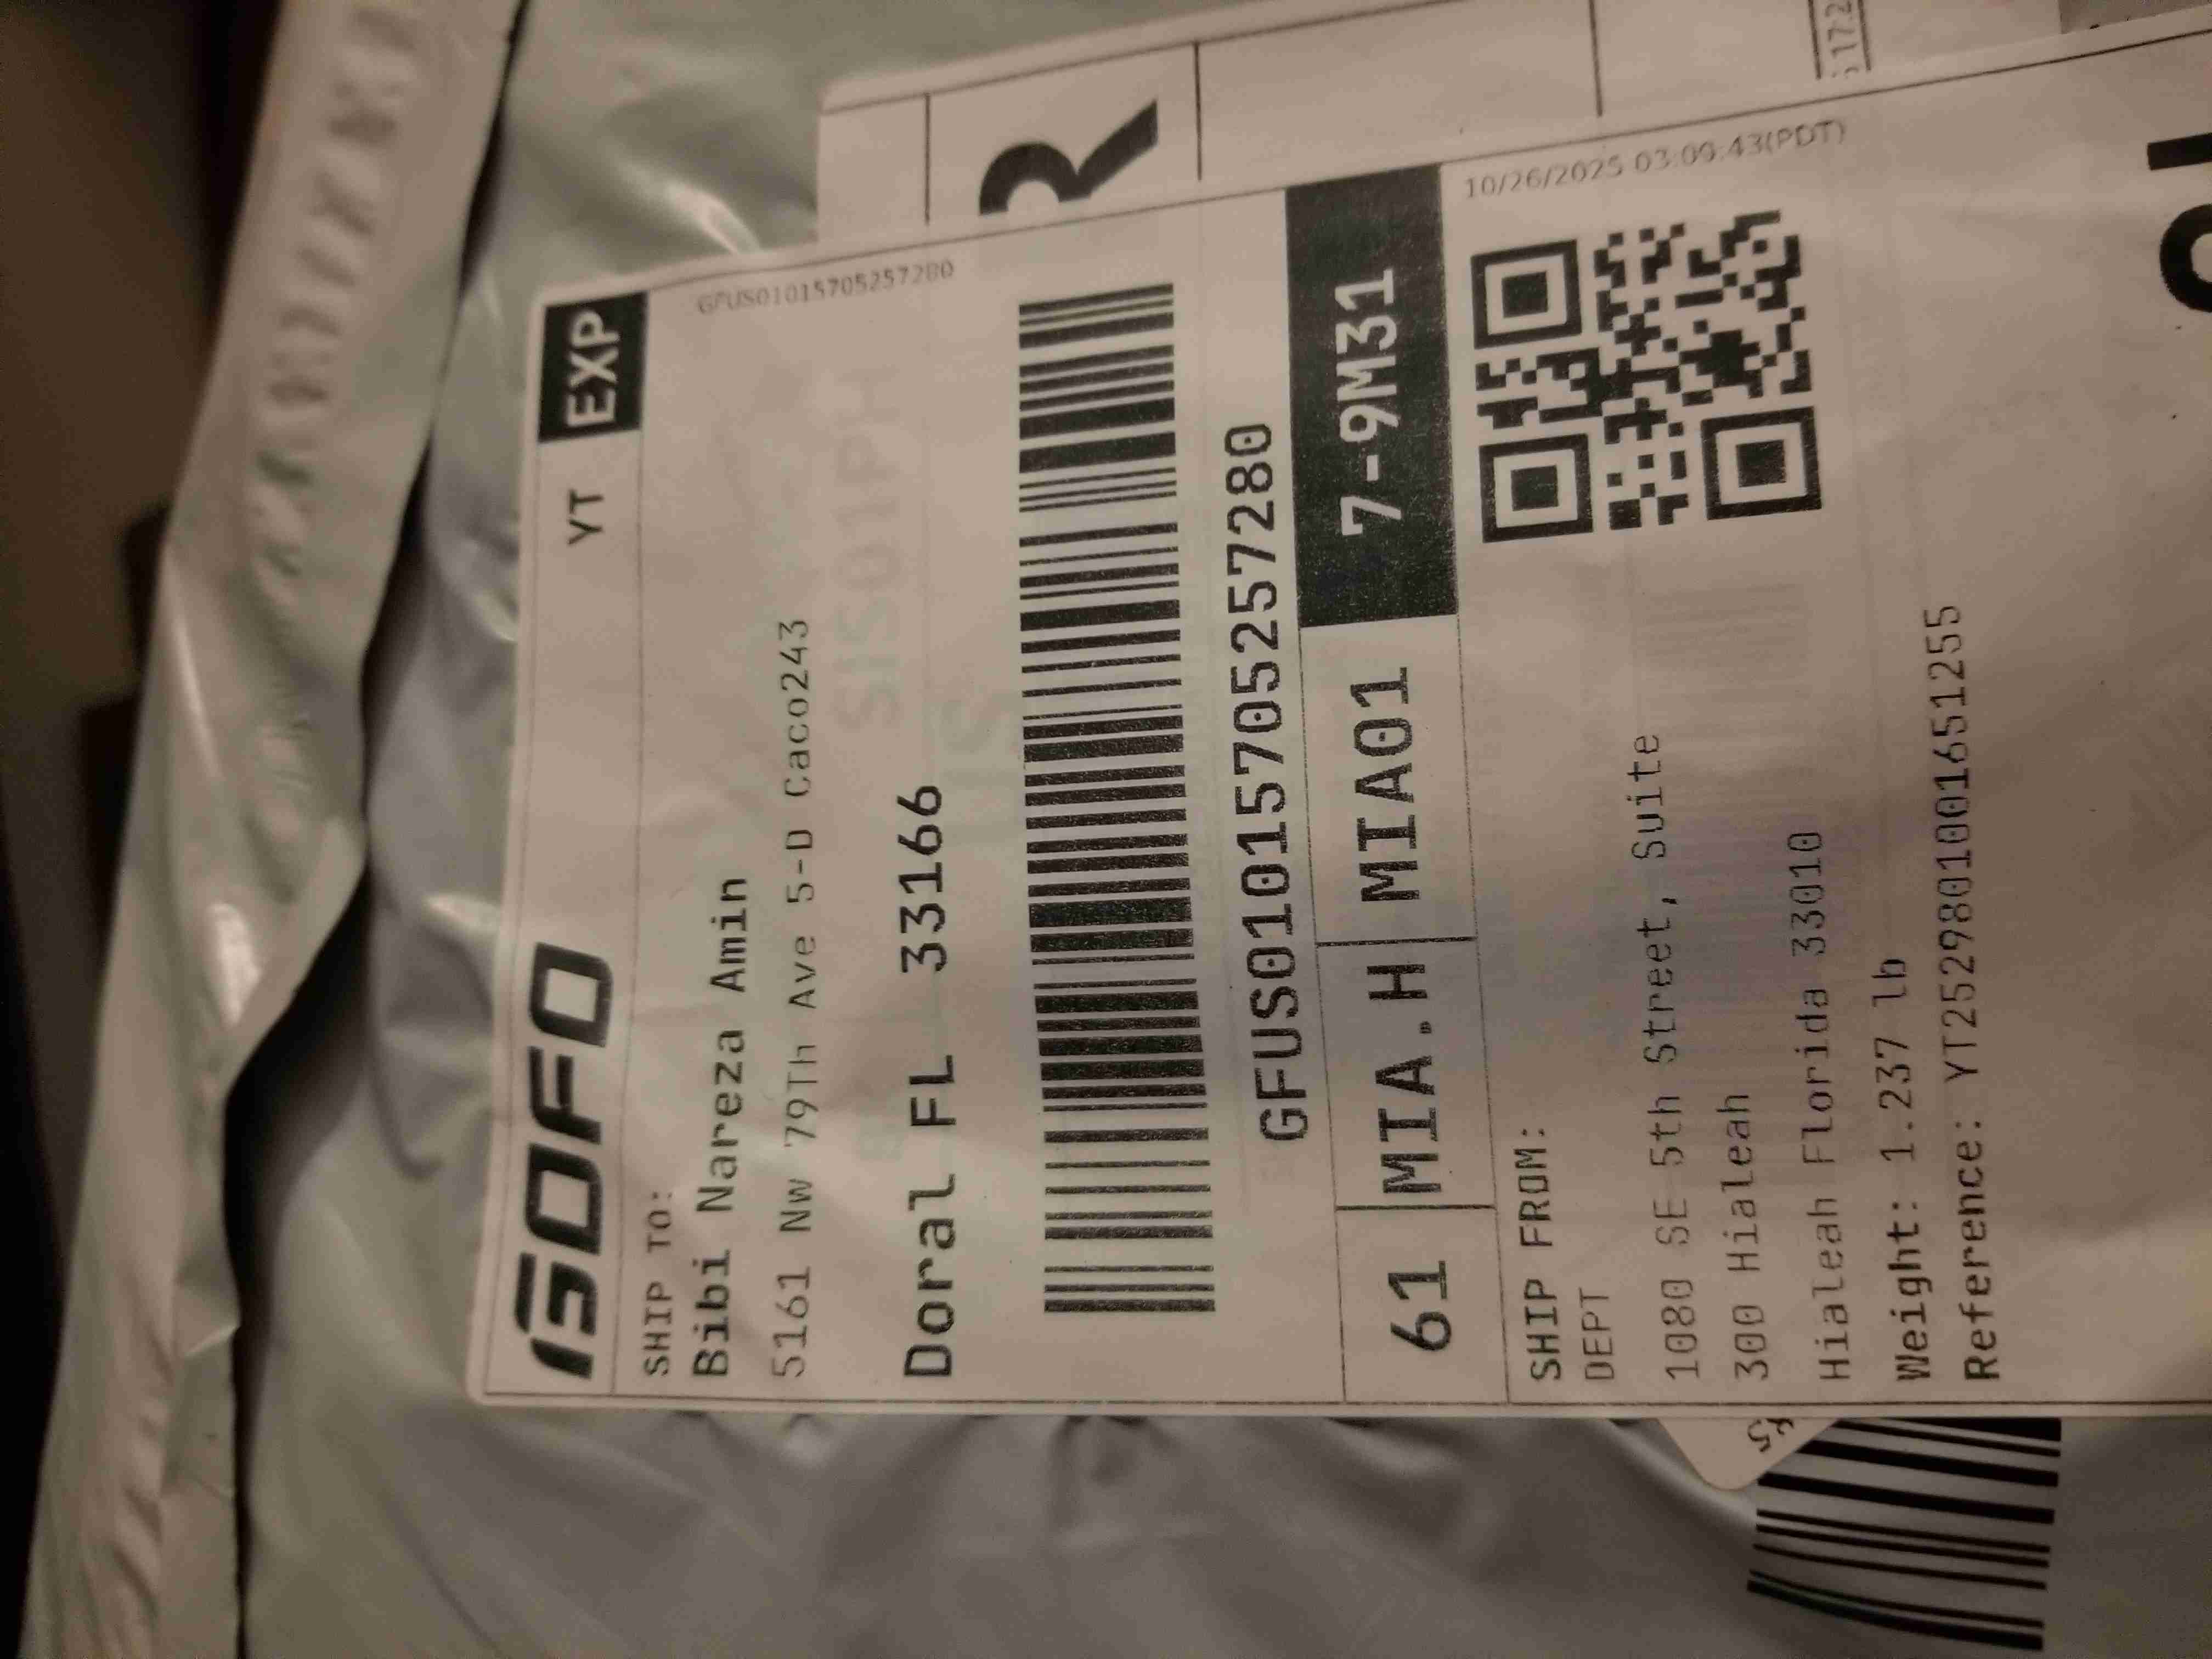 GOFO
YT EXP
SHIP TO:
GFUS01015705257280
Bibi Nareza Amin
5161 Nw 79Th Ave 5-D Caco243
Doral FL 33166
GFUS01015705257280
61 MIA.H MIA01 7-9M31
SHIP FROM:
10/26/2025 03:09:43(PDT)
DEPT
1080 SE 5th Street, Suite
300 Hialeah
Hialeah Florida 33010
Weight: 1.237 lb
Reference: YT2529801001651255
R